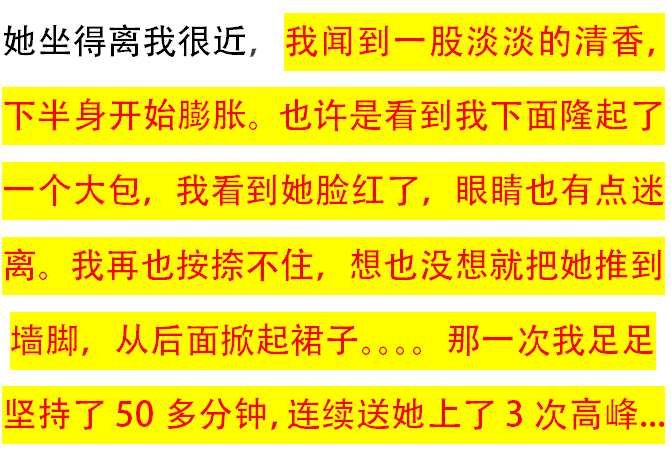 她坐得离我很近，我闻到一股淡淡的清香，
下半身开始膨胀。也许是看到我下面隆起了
一个大包，我看到她脸红了，眼睛也有点迷
离。我再也按捺不住，想也没想就把她推到
墙脚，从后面掀起裙子。。。。那一次我足足
坚持了 50 多分钟,连续送她上了 3 次高峰...